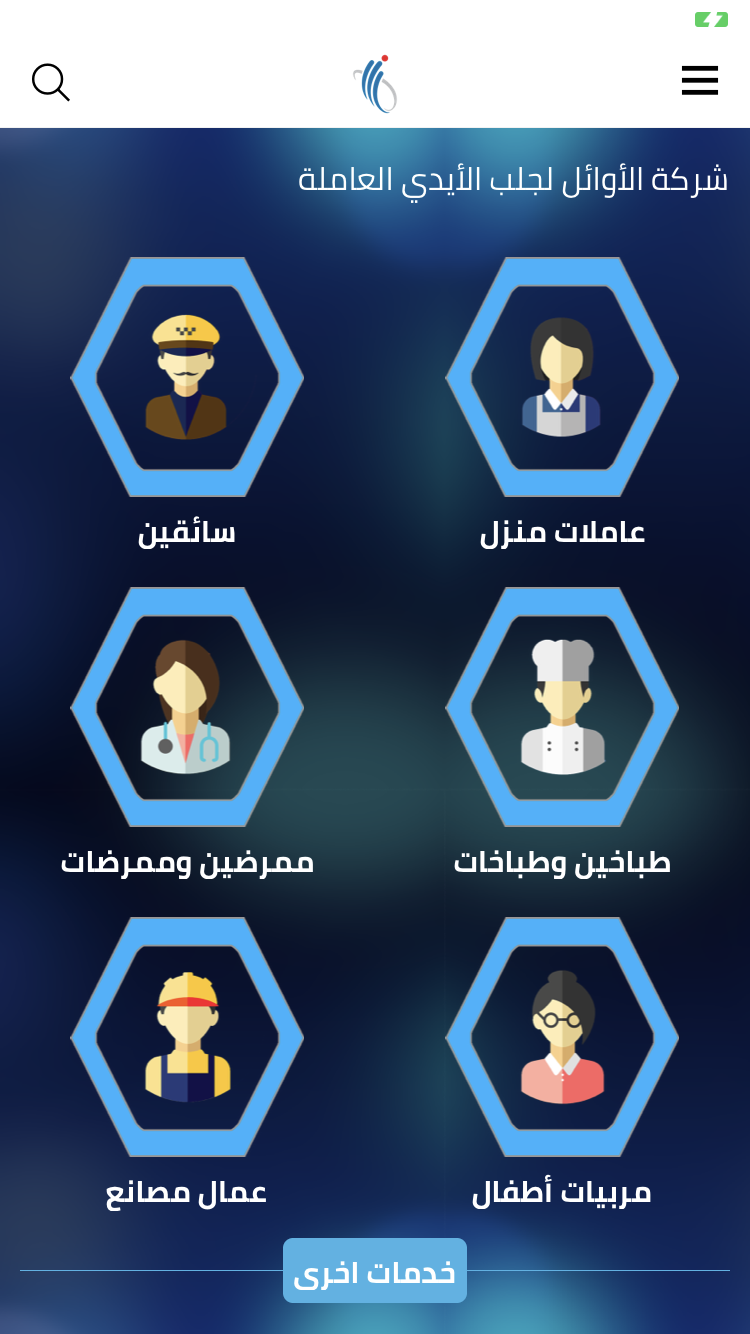 شركة الأوائل لجلب الأيدي العاملة
عاملات منزل
سائقين
طباخين وطباخات
ممرضين وممرضات
مربيات أطفال
عمال مصانع
خدمات اخرى